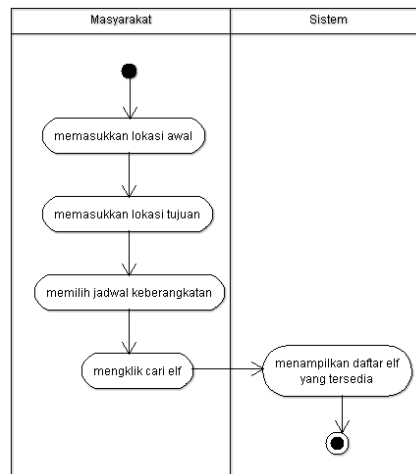 Masyarakat
Sistem
memasukkan lokasi awal
memasukkan lokasi tujuan
memilih jadwal keberangkatan
mengklik cari elf
menampilkan daftar elf
yang tersedia